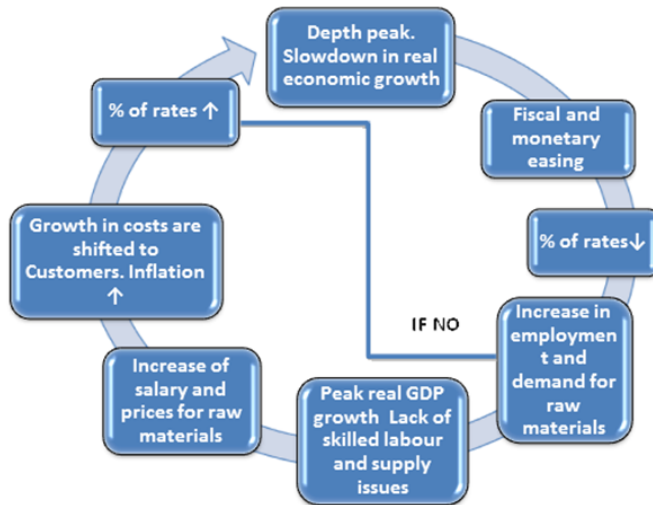 Depth peak.
Slowdown in real
economic growth
Fiscal and
monetary
easing
% of rates↓
Increase in
employmen
t and
demand for
raw
materials
IF NO
Peak real GDP
growth Lack of
skilled labour
and supply
issues
Increase of
salary and
prices for raw
materials
Growth in costs are
shifted to
Customers. Inflation
↑
% of rates ↑